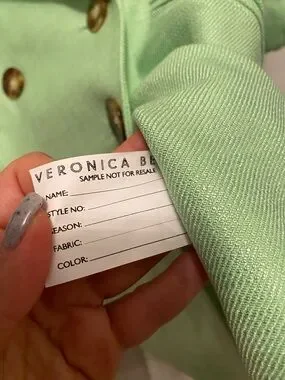 VERONICA BE
SAMPLE NOT FOR RESALE
NAME:
STYLE NO:
SEASON:
FABRIC:
COLOR: